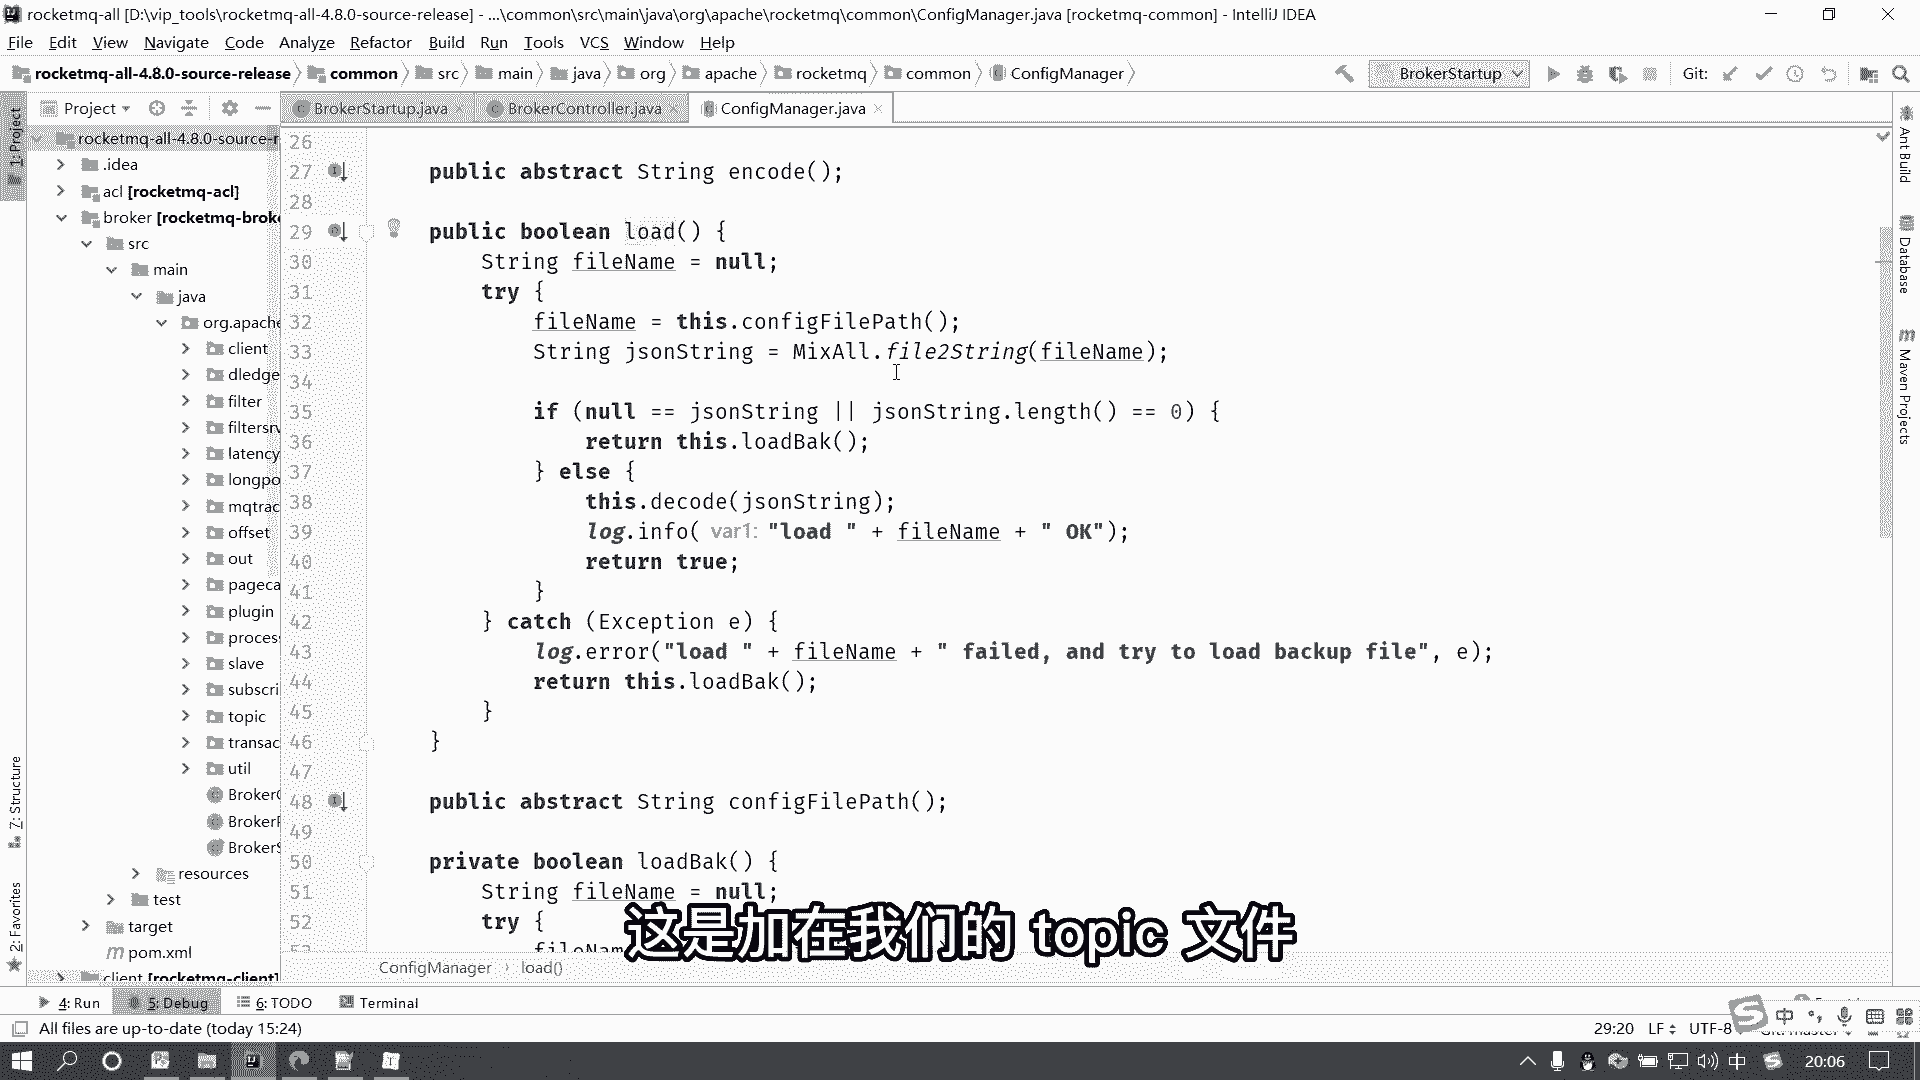 rocketmq-all [D:\vip_tools\rocketmq-all-4.8.0-source-release] - ...\common\src\main\java\org\apache\rocketmq\common\ConfigManager.java [rocketmq-common] - IntelliJ IDEA
File Edit View Navigate Code Analyze Refactor Build Run Tools VCS Window Help
rocketmq-all-4.8.0-source-release common src main java org apache rocketmq common ConfigManager BrokerStartup Git:
Project BrokerStartup.java BrokerController.java ConfigManager.java
1: Project
7: Structure
2: Favorites
rocketmq-all-4.8.0-source-r
.idea
acl [rocketmq-acl]
broker [rocketmq-broke
src
main
java
org.apache
client
dledge
filter
filtersrv
latency
longpo
mqtrac
offset
out
pageca
plugin
process
slave
subscri
topic
transac
util
Broker
Broker
BrokerS
resources
test
target
pom.xml
client [rocketmq-client]
26
27 public abstract String encode();
28
29 public boolean load() {
30 String fileName = null;
31 try {
32 fileName = this.configFilePath();
33 String jsonString = MixAll.file2String(fileName);
34
35 if (null == jsonString || jsonString.length() == 0) {
36 return this.loadBak();
37 } else {
38 this.decode(jsonString);
39 log.info( var1: "load " + fileName + " OK");
40 return true;
41 }
42 } catch (Exception e) {
43 log.error("load " + fileName + " failed, and try to load backup file", e);
44 return this.loadBak();
45 }
46 }
47
48 public abstract String configFilePath();
49
50 private boolean loadBak() {
51 String fileName = null;
52 try {
这是加在我们的 topic 文件
ConfigManager › load()
Ant Build
Database
Maven Projects
4: Run 5: Debug 6: TODO Terminal
All files are up-to-date (today 15:24) 29:20 LF UTF-8
中
中 20:06